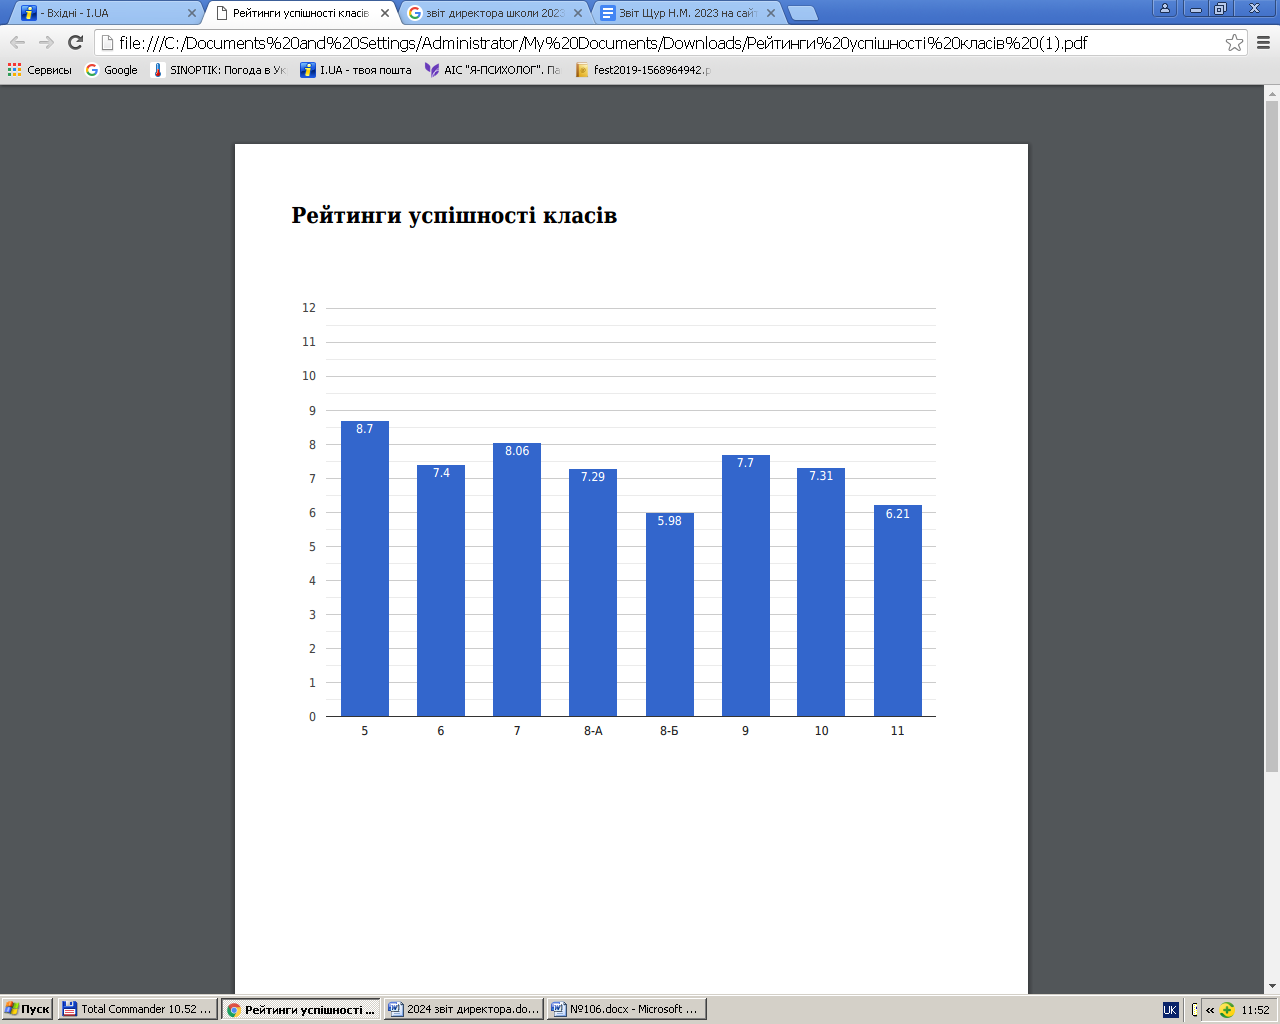 - Вхідні - I.UA
Рейтинги успішності класів
звіт директора школи 2023
Звіт Щур Н.М. 2023 на сайт
file:///C:/Documents%20and%20Settings/Administrator/My%20Documents/Downloads/Рейтинги%20успішності%20класів%20(1).pdf
Сервисы
Google
SINOPTIK: Погода в Ук
I.UA - твоя пошта
АІС "Я-ПСИХОЛОГ". Па
fest2019-1568964942.p
Рейтинги успішності класів
12
11
10
9
8
7
6
5
4
3
2
1
0
8.7
7.4
8.06
7.29
5.98
7.7
7.31
6.21
5
6
7
8-А
8-Б
9
10
11
Пуск
Total Commander 10.52 ...
Рейтинги успішності ...
2024 звіт директора.do...
№106.docx - Microsoft ...
UK
11:52